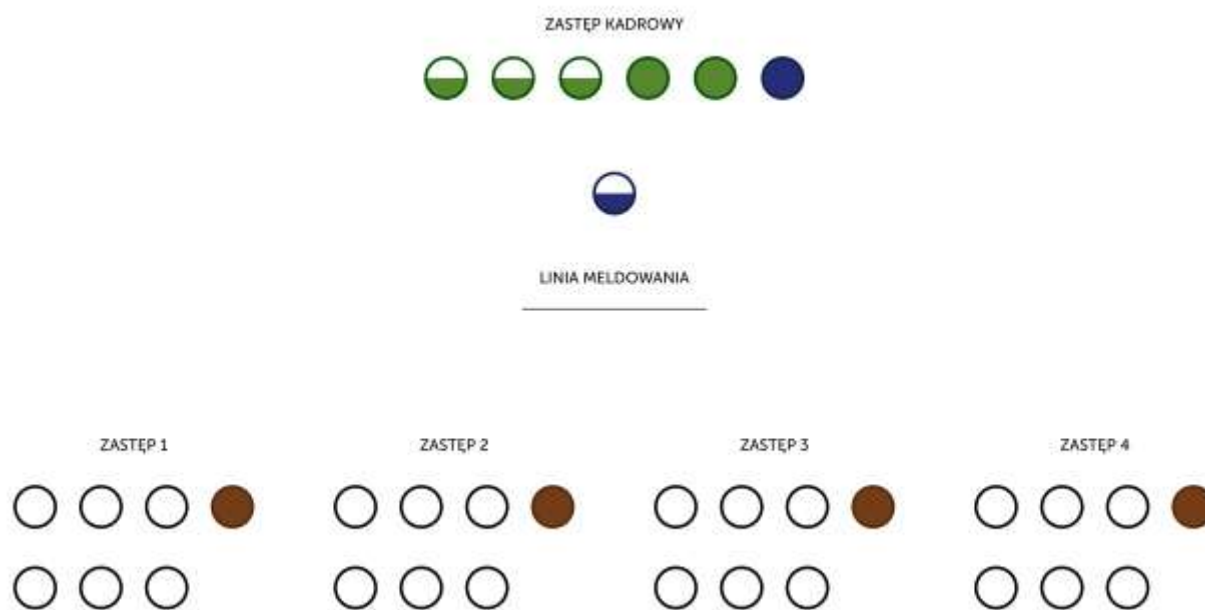 ZASTĘP KADROWY
LINIA MELDOWANIA
ZASTĘP 1
ZASTĘP 2
ZASTĘP 3
ZASTĘP 4